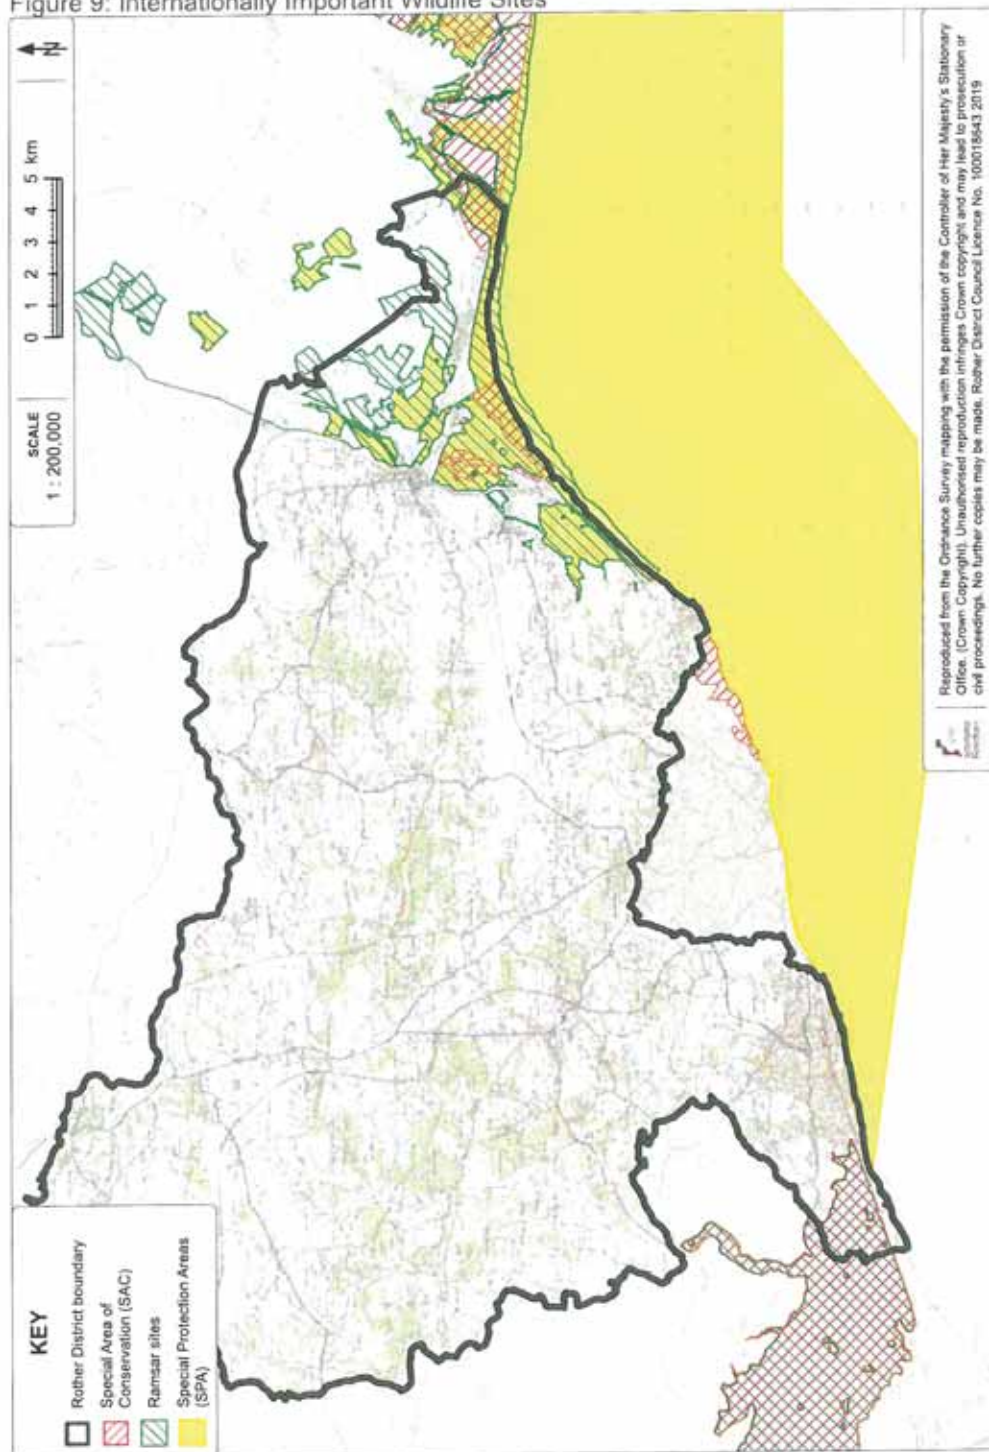 Figure 9: Internationally Important Wildlife Sites
KEY
Rother District boundary
Special Area of
Conservation (SAC)
Ramsar sites
Special Protection Areas
(SPA)
SCALE
1 : 200,000
0 1 2 3 4 5 km
N
Reproduced from the Ordnance Survey mapping with the permission of the Controller of Her Majesty's Stationary
Office. (Crown Copyright). Unauthorised reproduction infringes Crown copyright and may lead to prosecution or
civil proceedings. No further copies may be made. Rother District Council Licence No. 100018643 2019